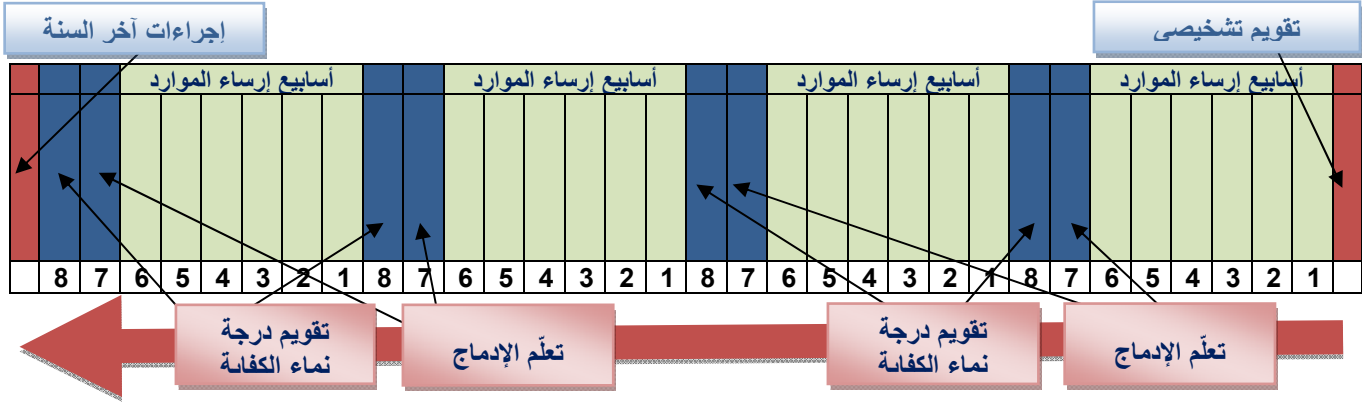 تقويم تشخيصي
إجراءات آخر السنة
أسابيع إرساء الموارد
أسابيع إرساء الموارد
أسابيع إرساء الموارد
أسابيع إرساء الموارد
1 2 3 4 5 6 7 8 1 2 3 4 5 6 7 8 1 2 3 4 5 6 7 8 1 2 3 4 5 6 7 8
تعلّم الإدماج
تقويم درجة
نماء الكفاية
تعلّم الإدماج
تقويم درجة
نماء الكفاية